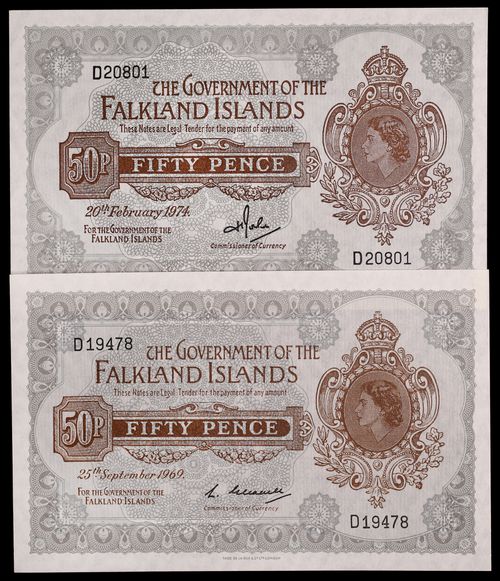 D20801
THE GOVERNMENT OF THE
FALKLAND ISLANDS
These Notes are Legal Tender for the payment of any amount
50P FIFTY PENCE
20th February 1974.
FOR THE GOVERNMENT OF THE
FALKLAND ISLANDS
Commissioner of Currency
D20801
D19478
THE GOVERNMENT OF THE
FALKLAND ISLANDS
These Notes are Legal Tender for the payment of any amount
50P FIFTY PENCE
25th September 1969.
FOR THE GOVERNMENT OF THE
FALKLAND ISLANDS
Commissioner of Currency
D19478